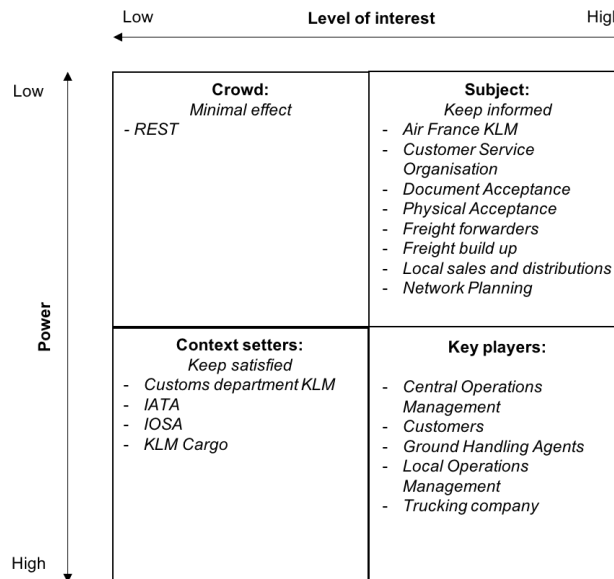 Low Level of interest High
Low
Power
High
Crowd:
Minimal effect
- REST
Subject:
Keep informed
- Air France KLM
- Customer Service
Organisation
- Document Acceptance
- Physical Acceptance
- Freight forwarders
- Freight build up
- Local sales and distributions
- Network Planning
Context setters:
Keep satisfied
- Customs department KLM
- IATA
- IOSA
- KLM Cargo
Key players:
- Central Operations
Management
- Customers
- Ground Handling Agents
- Local Operations
Management
- Trucking company